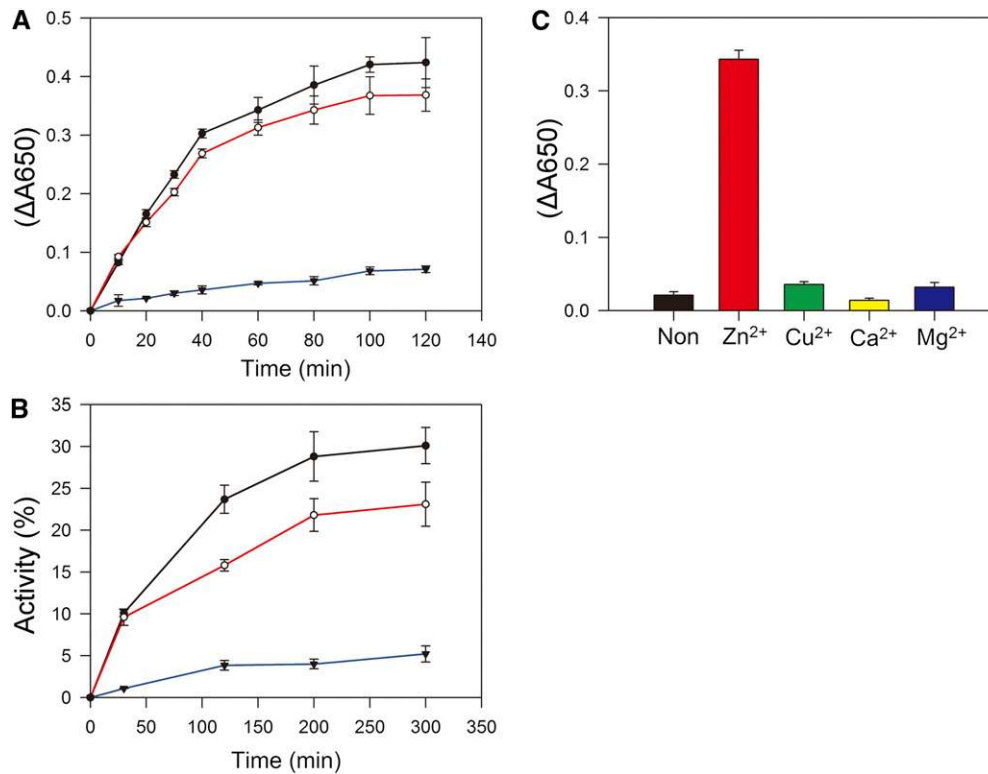 A
(ΔA650)
0.5
0.4
0.3
0.2
0.1
0.0
0 20 40 60 80 100 120 140
Time (min)
C
(ΔA650)
0.4
0.3
0.2
0.1
0.0
Non Zn²⁺ Cu²⁺ Ca²⁺ Mg²⁺
B
Activity (%)
35
30
25
20
15
10
5
0
0 50 100 150 200 250 300 350
Time (min)